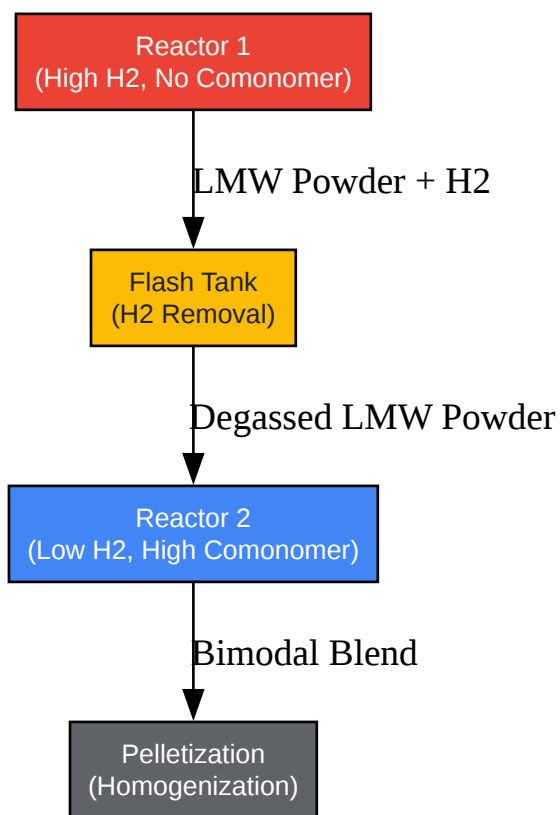 Reactor 1
(High H2, No Comonomer)
LMW Powder + H2
Flash Tank
(H2 Removal)
Degassed LMW Powder
Reactor 2
(Low H2, High Comonomer)
Bimodal Blend
Pelletization
(Homogenization)